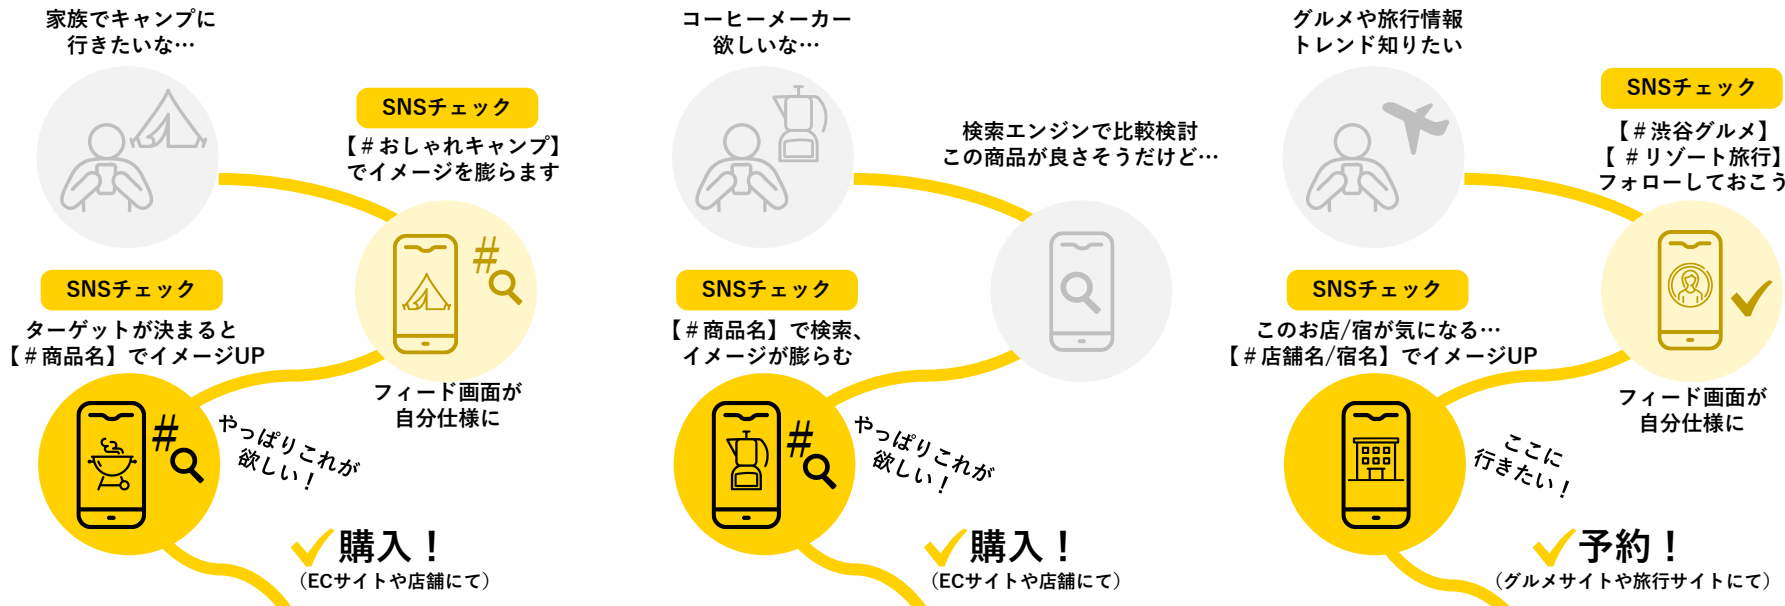 家族でキャンプに
行きたいな…
SNSチェック
【＃おしゃれキャンプ】
でイメージを膨らます
フィード画面が
自分仕様に
SNSチェック
ターゲットが決まると
【＃商品名】でイメージUP
#
#
やっぱりこれが
欲しい！
購入！
（ECサイトや店舗にて）
コーヒーメーカー
欲しいな…
検索エンジンで比較検討
この商品が良さそうだけど…
SNSチェック
【＃商品名】で検索、
イメージが膨らむ
#
やっぱりこれが
欲しい！
購入！
（ECサイトや店舗にて）
グルメや旅行情報
トレンド知りたい
SNSチェック
【＃渋谷グルメ】
【 ＃リゾート旅行】
フォローしておこう
フィード画面が
自分仕様に
SNSチェック
このお店/宿が気になる…
【＃店舗名/宿名】でイメージUP
ここに
行きたい！
予約！
（グルメサイトや旅行サイトにて）